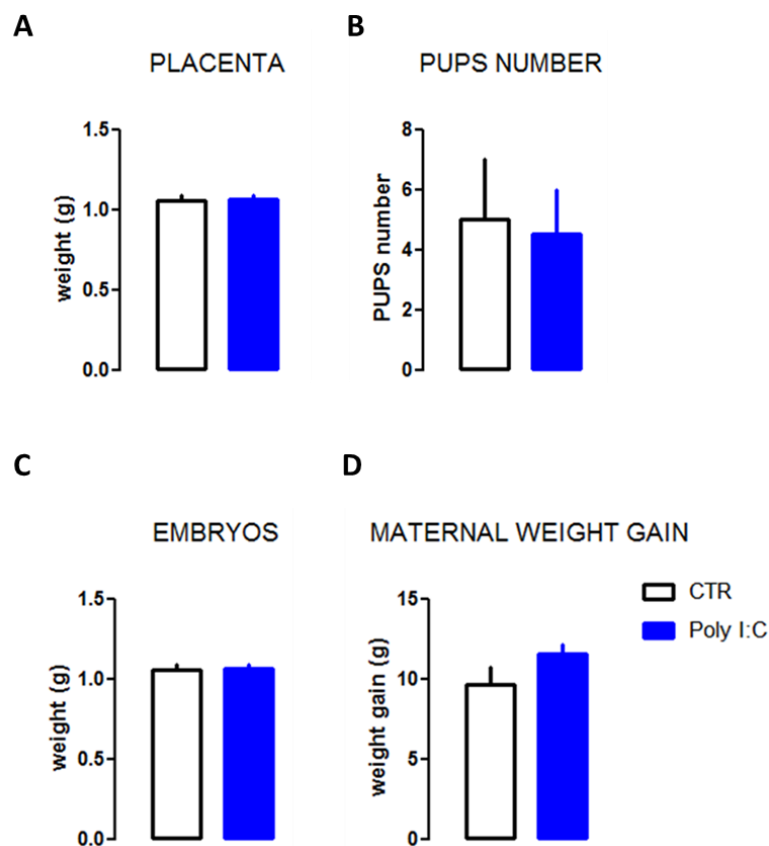 A
PLACENTA
1.5
1.0
0.5
0.0
weight (g)
B
PUPS NUMBER
8
6
4
2
0
PUPS number
C
EMBRYOS
1.5
1.0
0.5
0.0
weight (g)
D
MATERNAL WEIGHT GAIN
15
10
5
0
weight gain (g)
CTR
Poly I:C